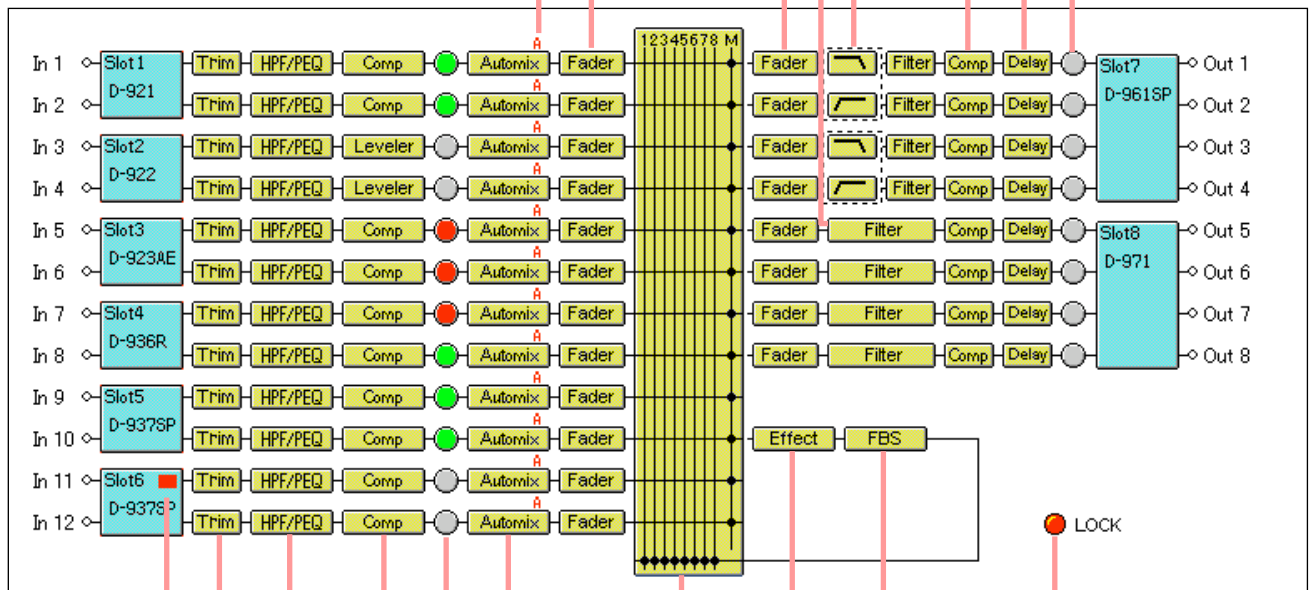 A
12345678 M
In 1 Slot1 Trim HPF/PEQ Comp Automix Fader Fader Filter Comp Delay Slot7 Out 1
D-921 D-961SP
A
In 2 Trim HPF/PEQ Comp Automix Fader Fader Filter Comp Delay Out 2
A
In 3 Slot2 Trim HPF/PEQ Leveler Automix Fader Fader Filter Comp Delay Out 3
D-922
A
In 4 Trim HPF/PEQ Leveler Automix Fader Fader Filter Comp Delay Out 4
A
In 5 Slot3 Trim HPF/PEQ Comp Automix Fader Fader Filter Comp Delay Slot8 Out 5
D-923AE D-971
A
In 6 Trim HPF/PEQ Comp Automix Fader Fader Filter Comp Delay Out 6
A
In 7 Slot4 Trim HPF/PEQ Comp Automix Fader Fader Filter Comp Delay Out 7
D-936R
A
In 8 Trim HPF/PEQ Comp Automix Fader Fader Filter Comp Delay Out 8
A
In 9 Slot5 Trim HPF/PEQ Comp Automix Fader
D-937SP
A
In 10 Trim HPF/PEQ Comp Automix Fader Effect FBS
A
In 11 Slot6 Trim HPF/PEQ Comp Automix Fader
D-937SP
A
In 12 Trim HPF/PEQ Comp Automix Fader LOCK